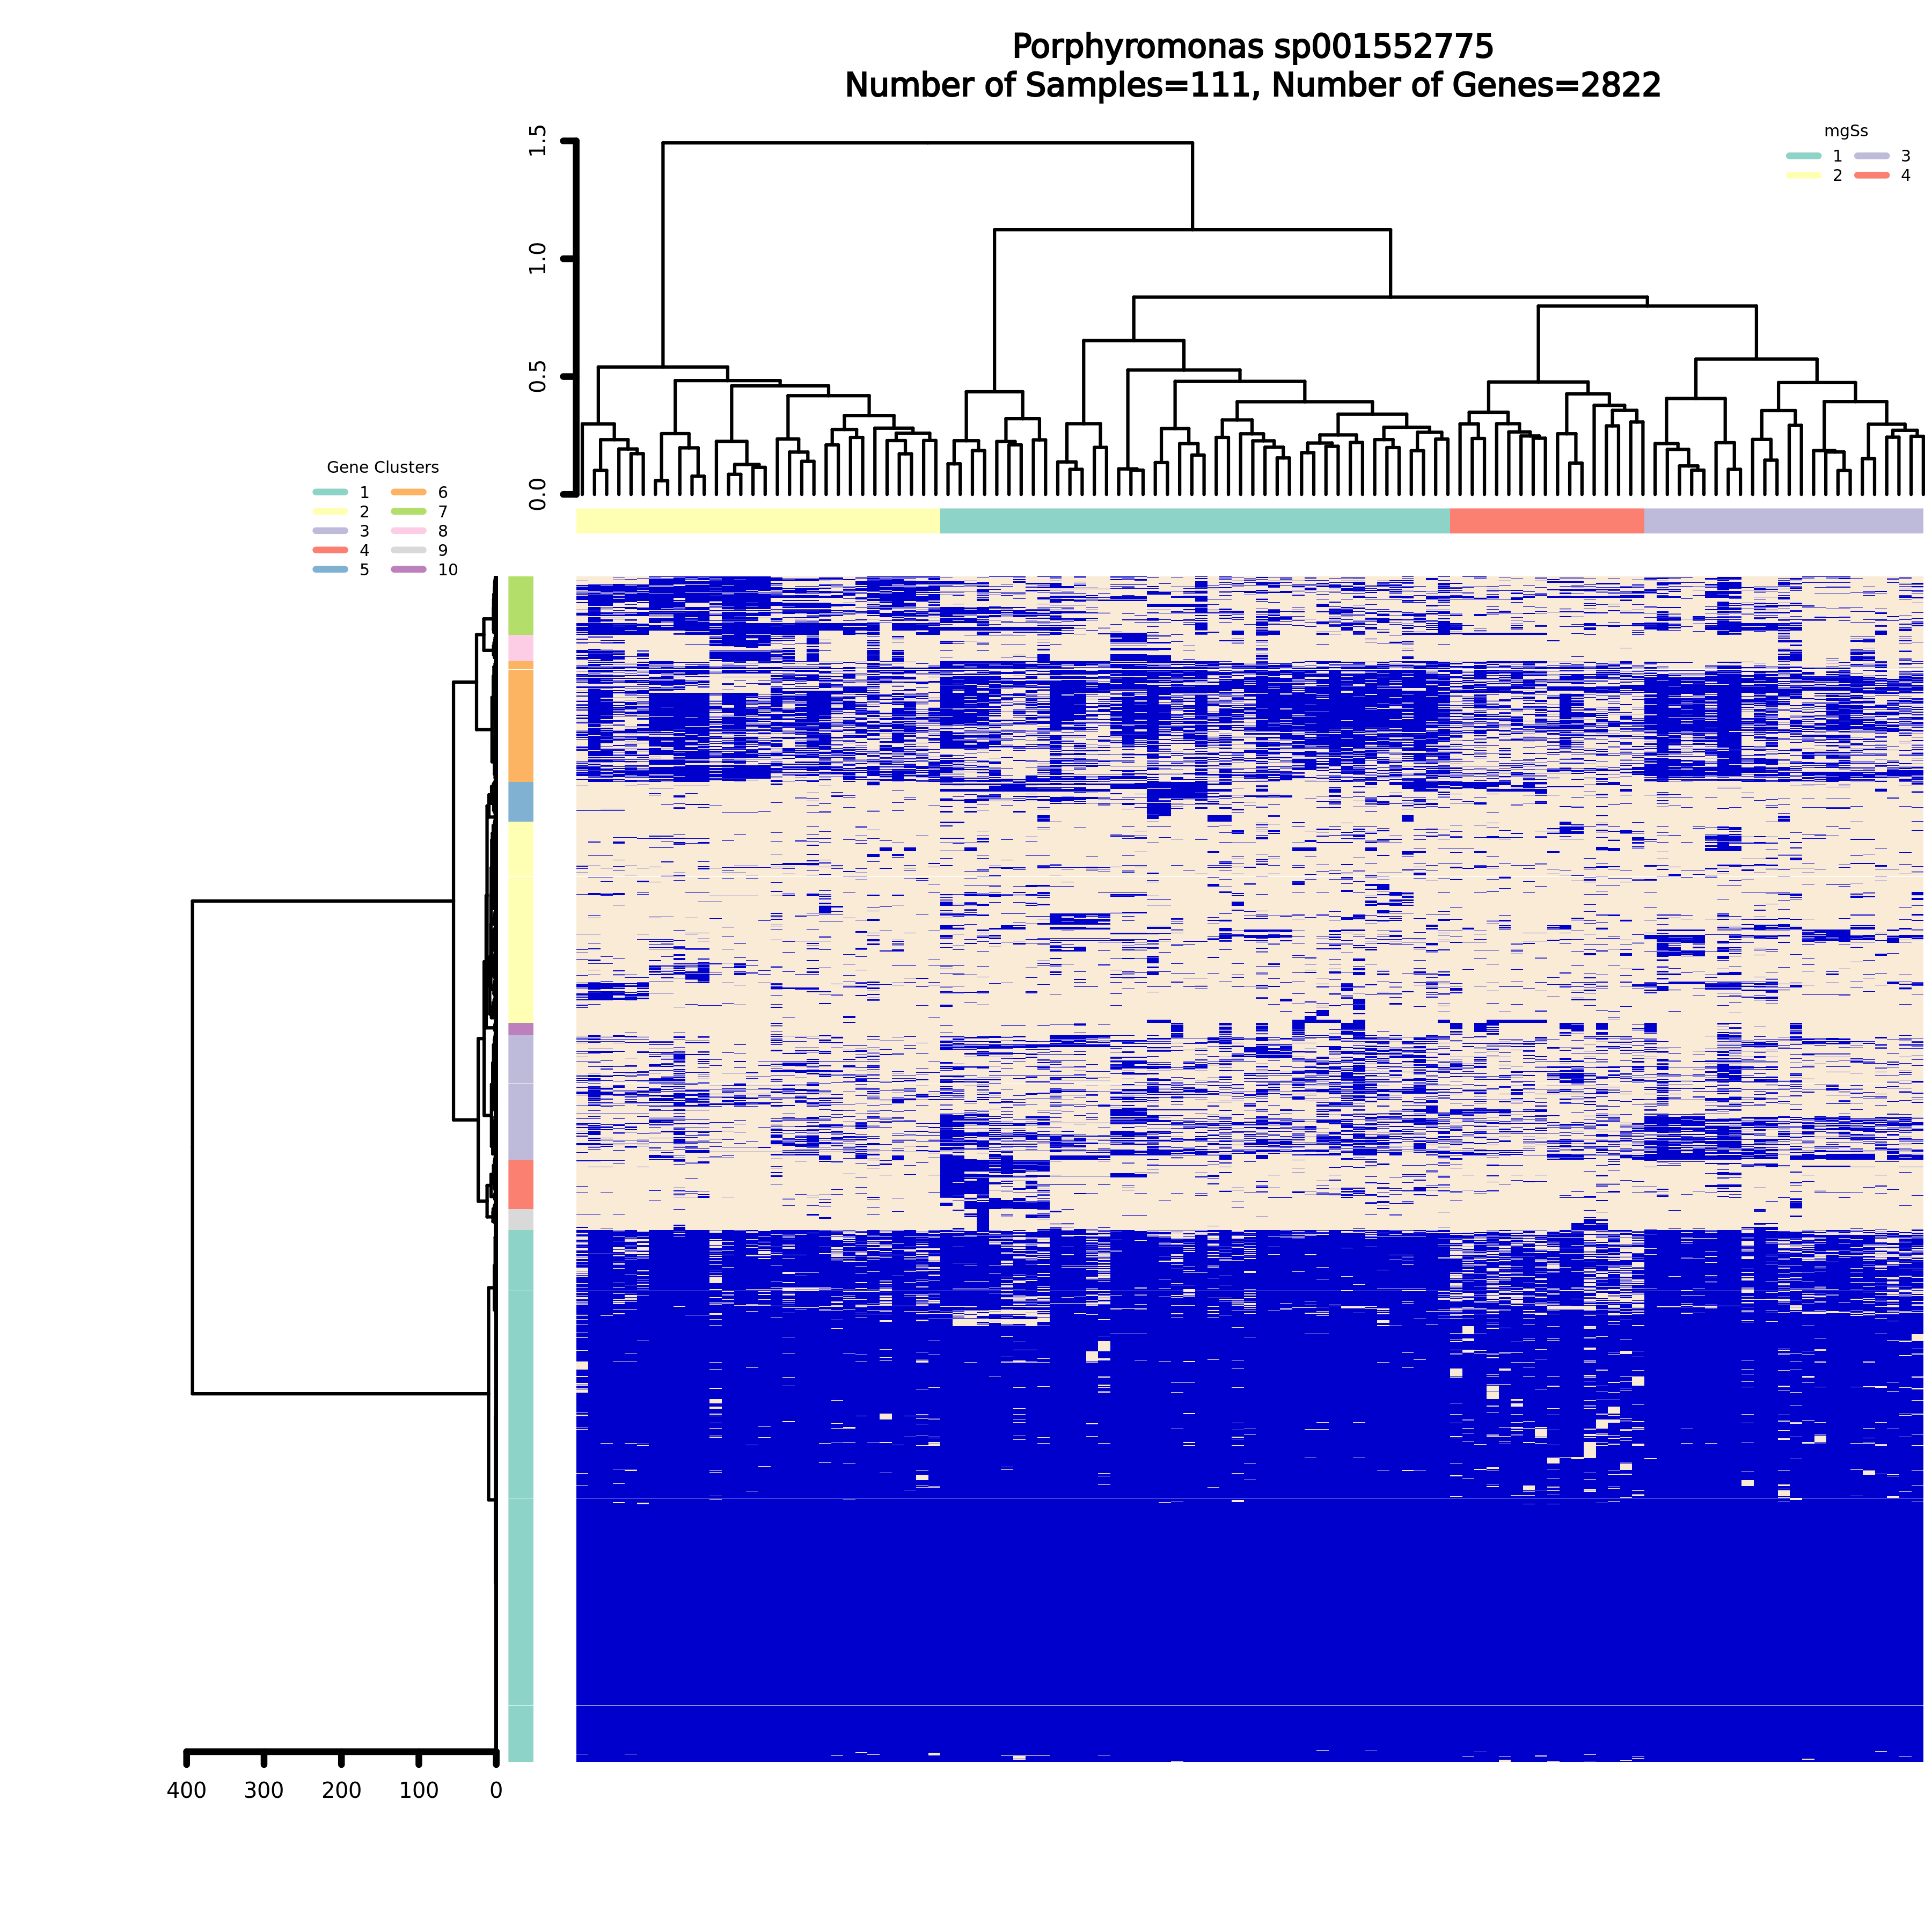 Porphyromonas sp001552775
Number of Samples=111, Number of Genes=2822
mgSs
1 3
2 4
1.5
1.0
0.5
0.0
Gene Clusters
1 6
2 7
3 8
4 9
5 10
400 300 200 100 0